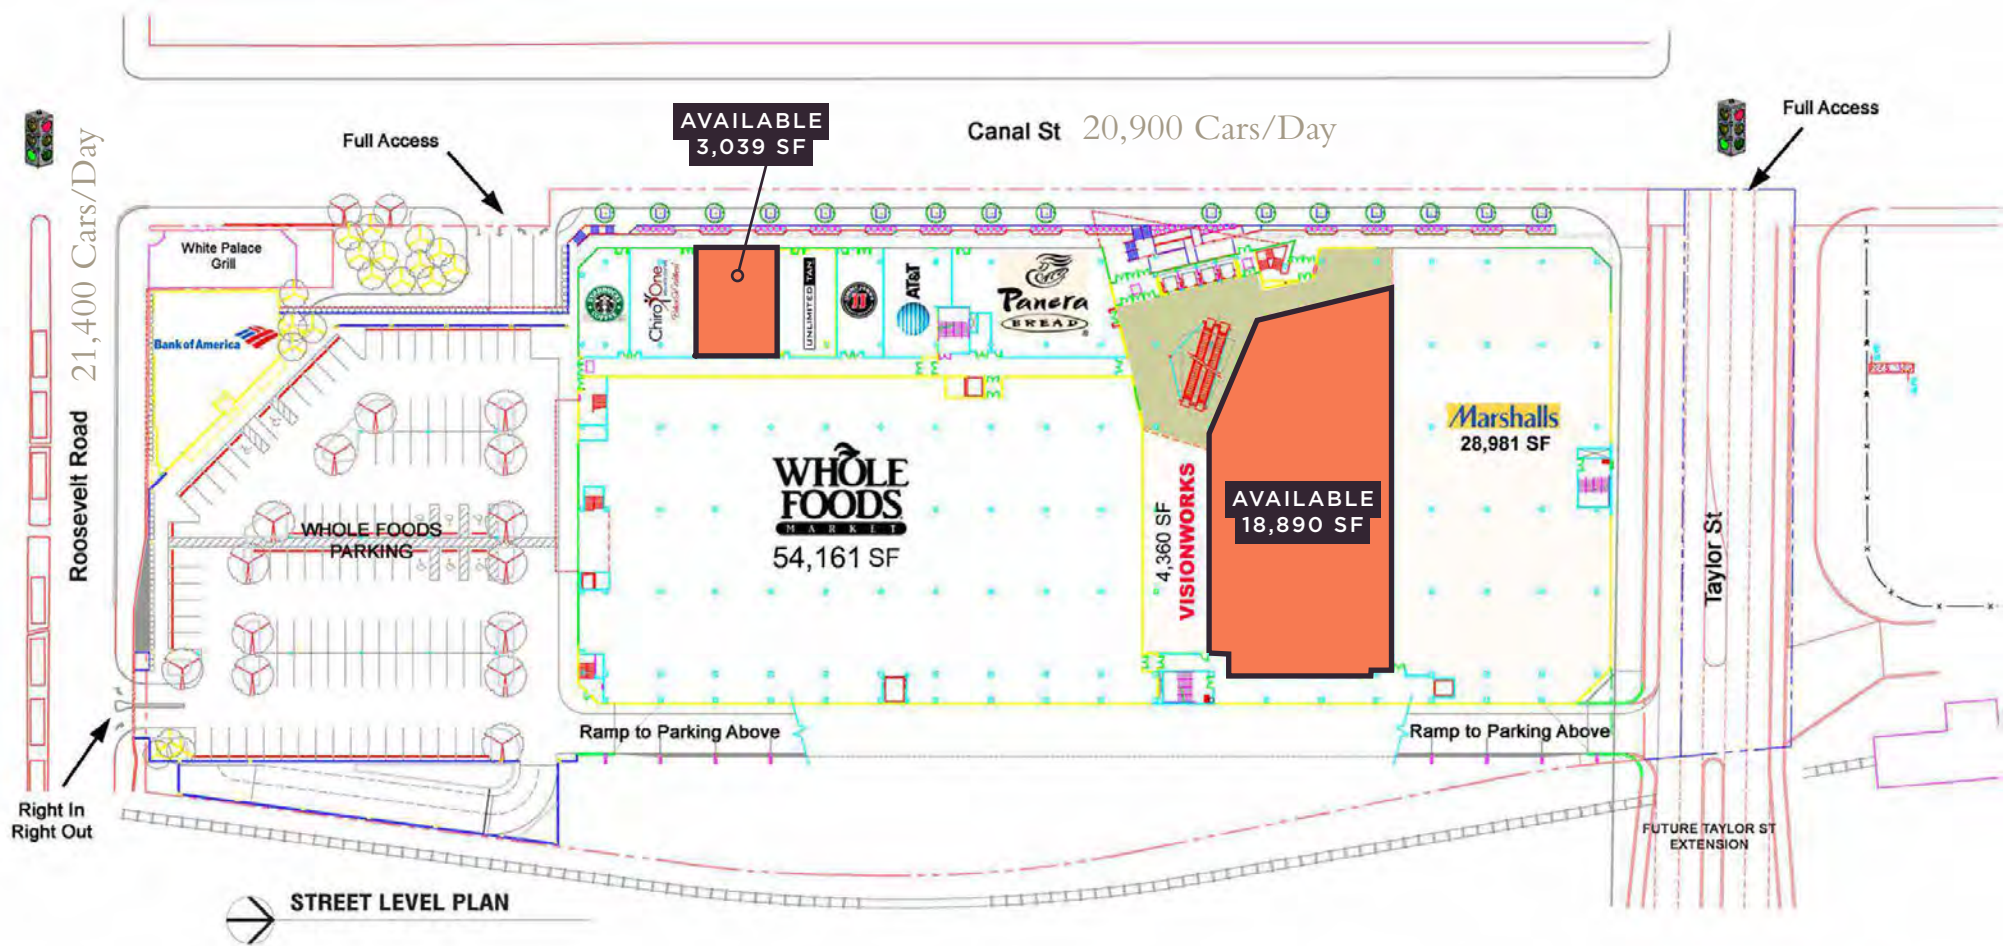 Full Access
AVAILABLE
3,039 SF
Canal St
20,900 Cars/Day
Full Access
21,400 Cars/Day
Roosevelt Road
White Palace
Grill
Bank of America
WHOLE FOODS
PARKING
ChiroOne
UNLIMITED TAN
AT&T
Panera
BREAD
WHOLE
FOODS
MARKET
54,161 SF
4,360 SF
VISIONWORKS
AVAILABLE
18,890 SF
Marshalls
28,981 SF
Taylor St
Ramp to Parking Above
Ramp to Parking Above
Right In
Right Out
FUTURE TAYLOR ST
EXTENSION
STREET LEVEL PLAN